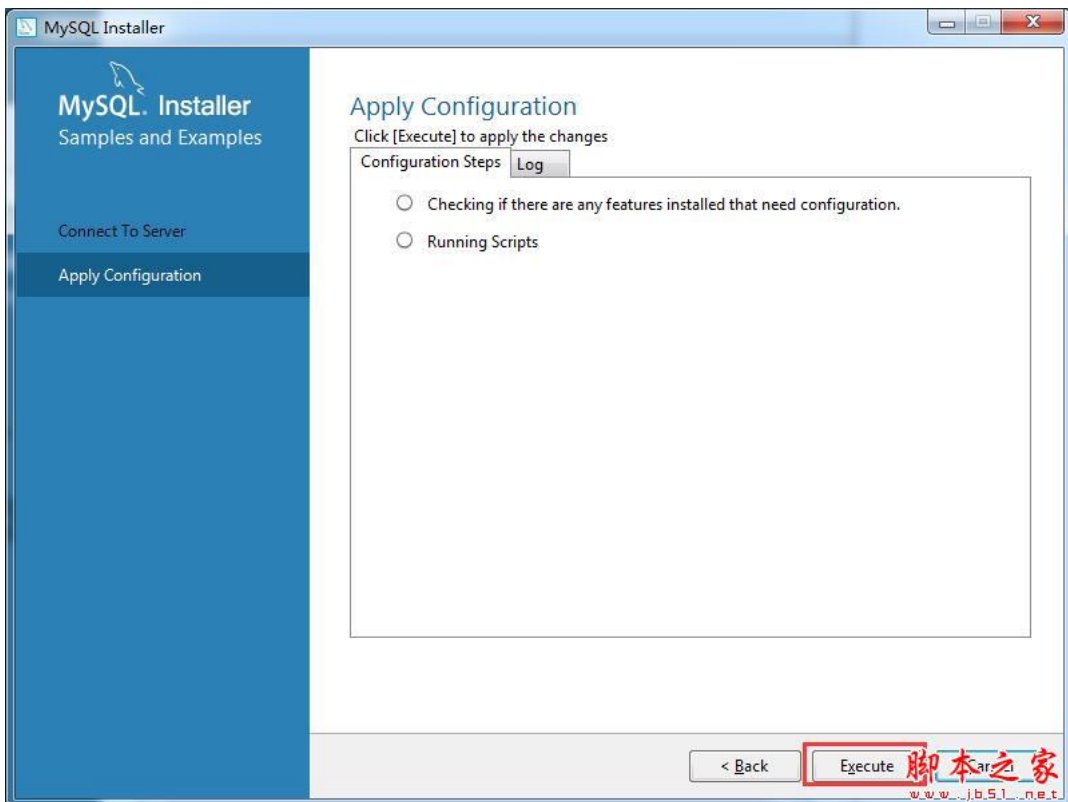 MySQL Installer
MySQL. Installer
Samples and Examples
Connect To Server
Apply Configuration
Apply Configuration
Click [Execute] to apply the changes
Configuration Steps Log
Checking if there are any features installed that need configuration.
Running Scripts
< Back Execute
脚本之家
www.jb51.net